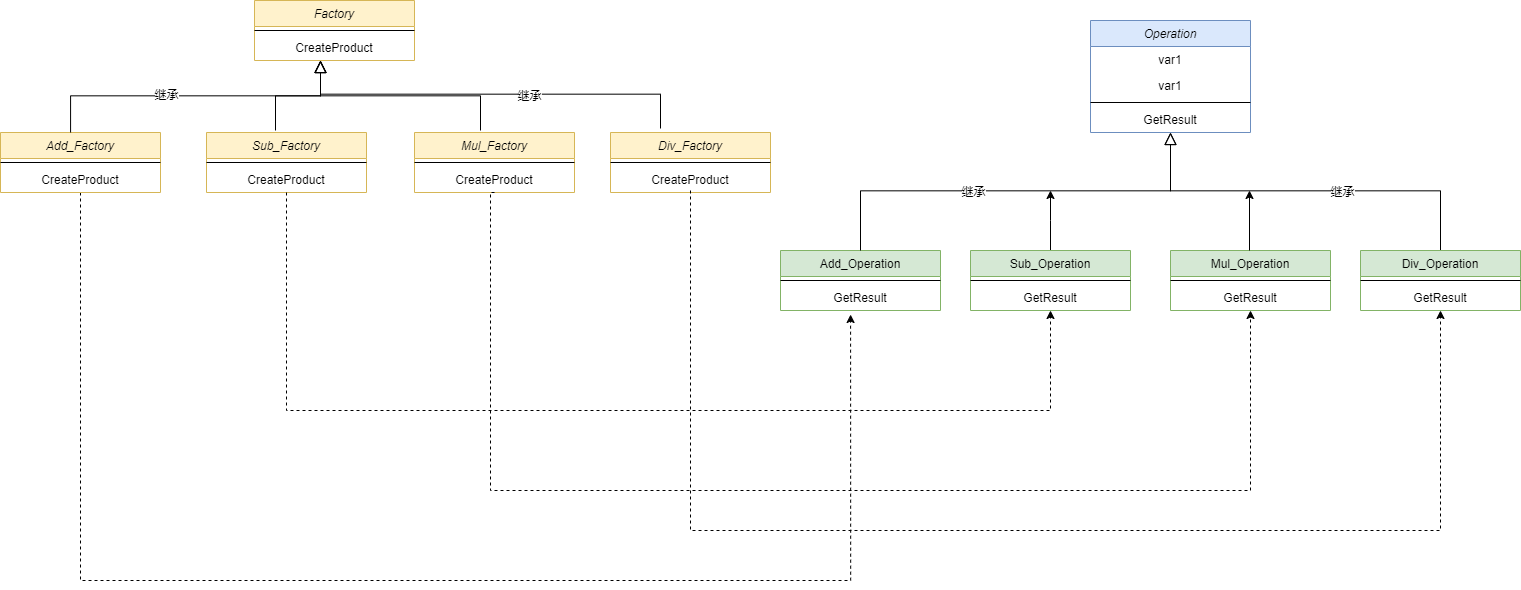 Factory
CreateProduct
继承
继承
Add_Factory
CreateProduct
Sub_Factory
CreateProduct
Mul_Factory
CreateProduct
Div_Factory
CreateProduct
Operation
var1
var1
GetResult
继承
继承
Add_Operation
GetResult
Sub_Operation
GetResult
Mul_Operation
GetResult
Div_Operation
GetResult